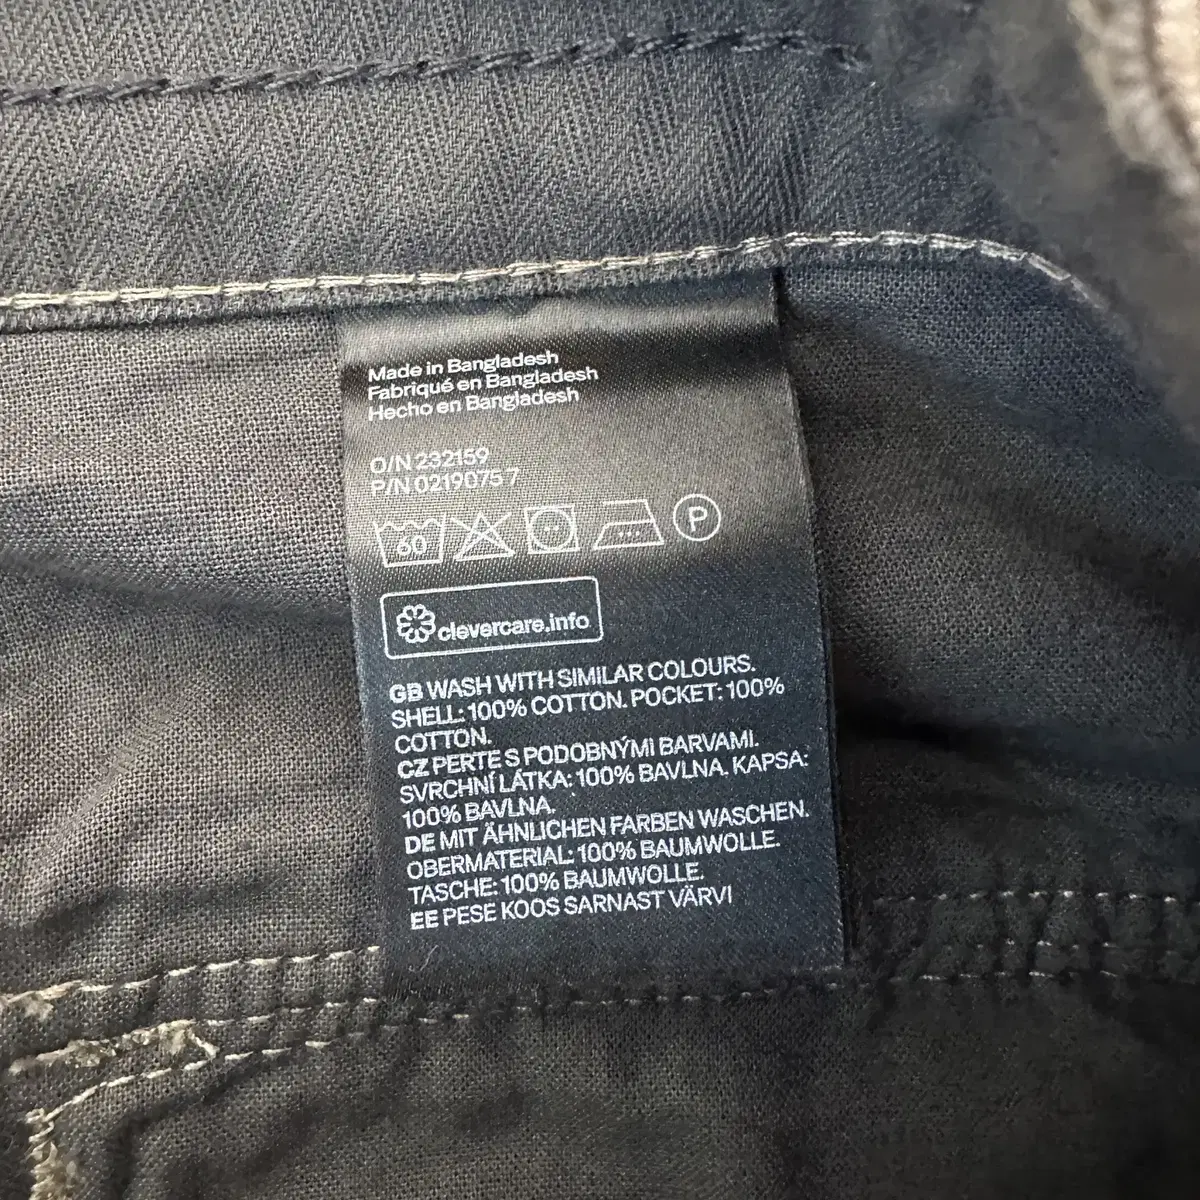 Made in Bangladesh
Fabriqué en Bangladesh
Hecho en Bangladesh
O/N 232159
P/N 02190757
60
P
clevercare.info
GB WASH WITH SIMILAR COLOURS.
SHELL: 100% COTTON. POCKET: 100%
COTTON.
CZ PERTE S PODOBNÝMI BARVAMI.
SVRCHNÍ LÁTKA: 100% BAVLNA. KAPSA:
100% BAVLNA.
DE MIT ÄHNLICHEN FARBEN WASCHEN.
OBERMATERIAL: 100% BAUMWOLLE.
TASCHE: 100% BAUMWOLLE.
EE PESE KOOS SARNAST VÄRVI